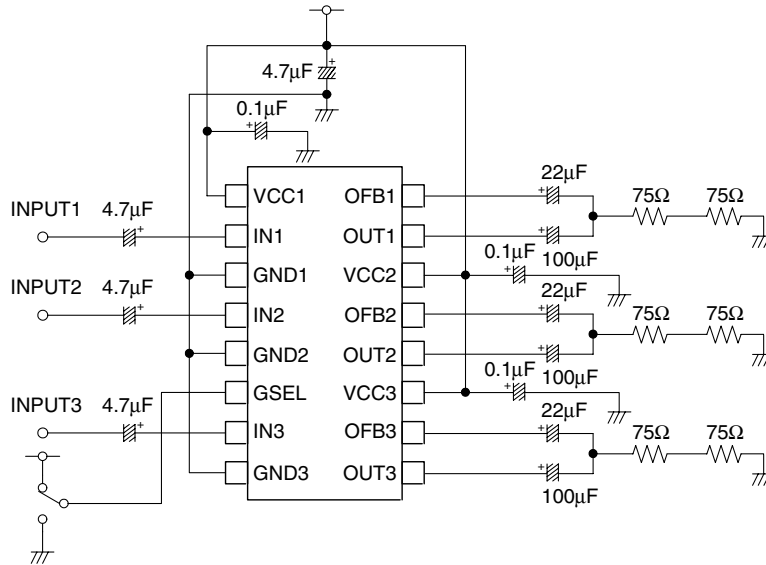 4.7μF
0.1μF
22μF
75Ω 75Ω
VCC1 OFB1
INPUT1 4.7μF
IN1 OUT1
100μF
0.1μF
GND1 VCC2
INPUT2 4.7μF
22μF
IN2 OFB2
75Ω 75Ω
GND2 OUT2
100μF
0.1μF
GSEL VCC3
INPUT3 4.7μF
22μF
IN3 OFB3
75Ω 75Ω
GND3 OUT3
100μF